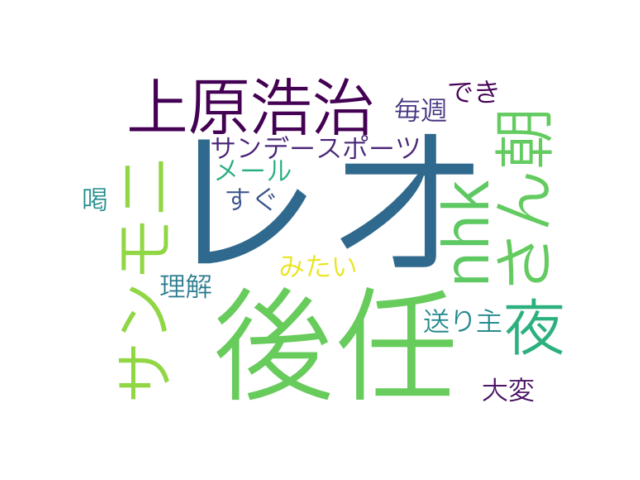 上原浩治
でき
毎週
サンデースポーツ
さん朝
レオ
メール
nhk
サンモニ
喝
すぐ
みたい
理解
後任
送り主
夜
大変